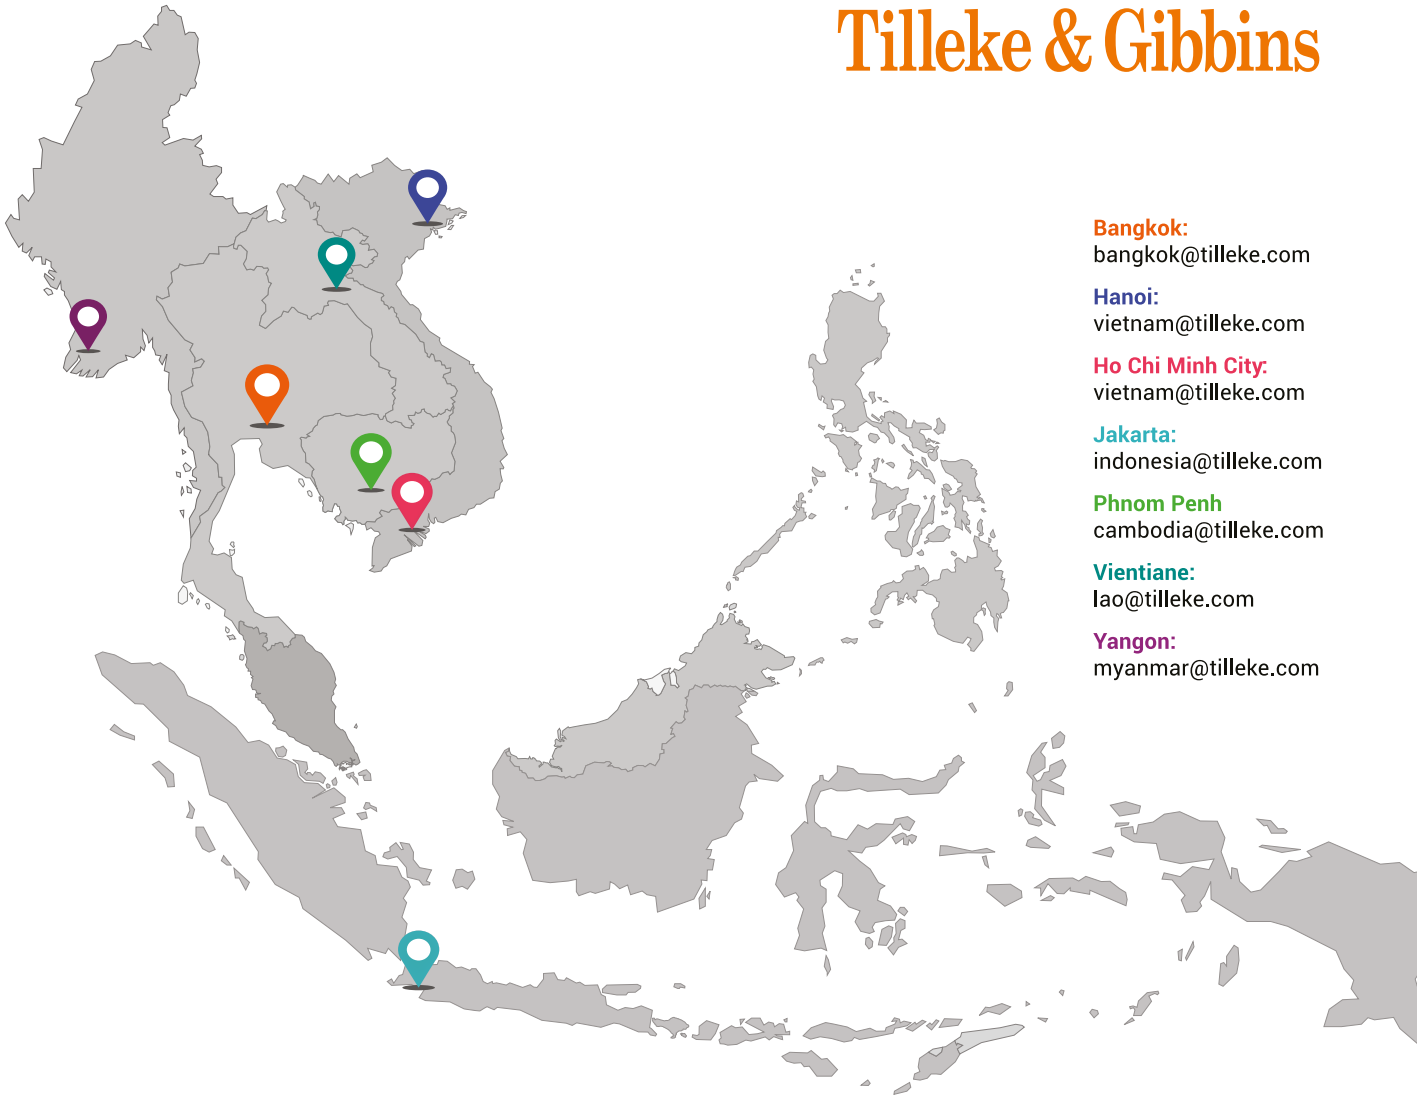 Tilleke & Gibbins
Bangkok:
bangkok@tilleke.com
Hanoi:
vietnam@tilleke.com
Ho Chi Minh City:
vietnam@tilleke.com
Jakarta:
indonesia@tilleke.com
Phnom Penh
cambodia@tilleke.com
Vientiane:
lao@tilleke.com
Yangon:
myanmar@tilleke.com